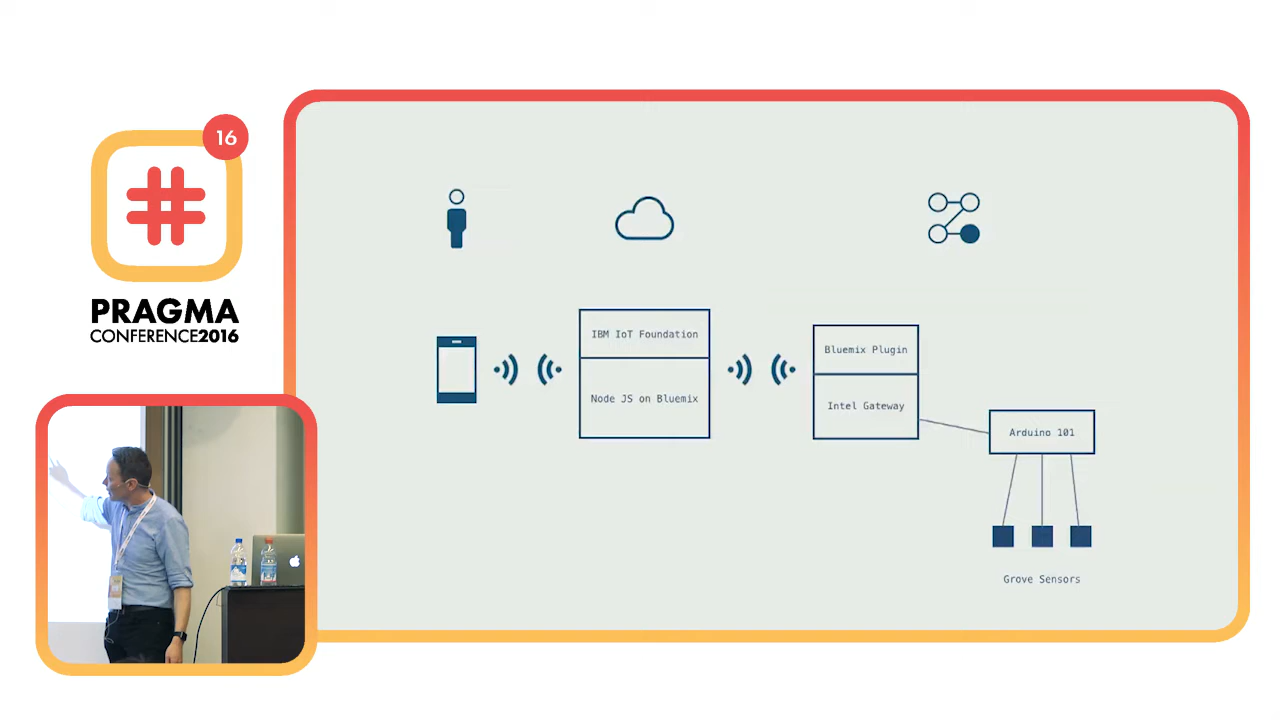 16
PRAGMA
CONFERENCE2016
IBM IoT Foundation
Node JS on Bluemix
Bluemix Plugin
Intel Gateway
Arduino 101
Grove Sensors